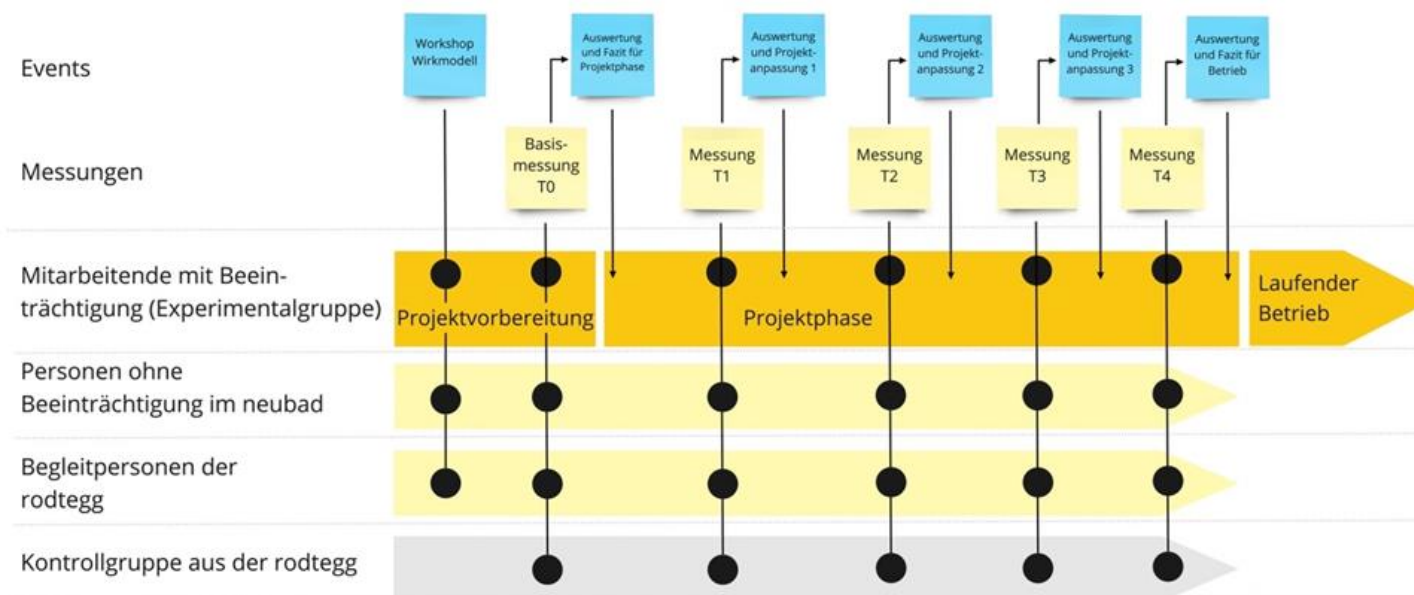 Events
Workshop
Wirkmodell
Auswertung
und Fazit für
Projektphase
Auswertung
und Projekt-
anpassung 1
Auswertung
und Projekt-
anpassung 2
Auswertung
und Projekt-
anpassung 3
Auswertung
und Fazit für
Betrieb
Messungen
Basis-
messung
T0
Messung
T1
Messung
T2
Messung
T3
Messung
T4
Mitarbeitende mit Beein-
trächtigung (Experimentalgruppe)
Projektvorbereitung
Projektphase
Laufender
Betrieb
Personen ohne
Beeinträchtigung im neubad
Begleitpersonen der
rodtegg
Kontrollgruppe aus der rodtegg